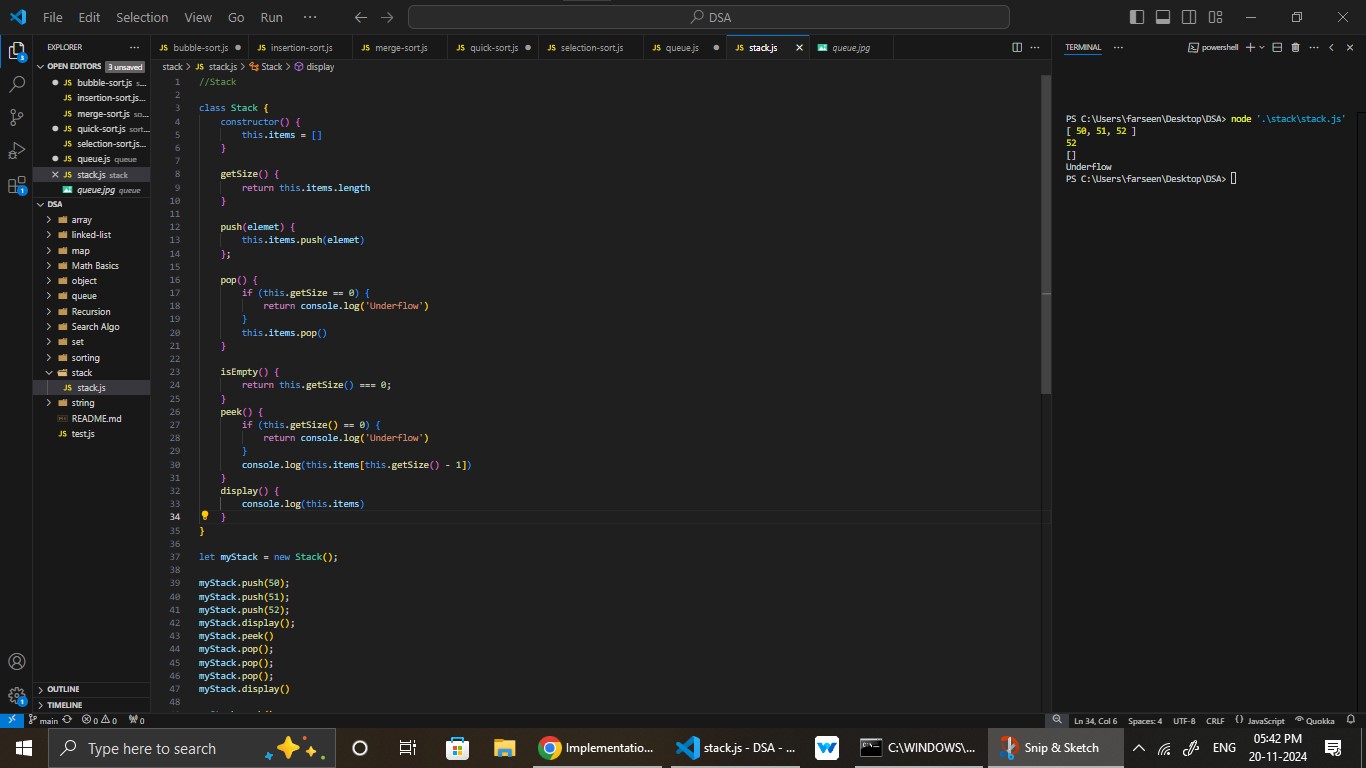 File Edit Selection View Go Run ··· DSA
EXPLORER ···
OPEN EDITORS 3 unsaved
JS bubble-sort.js s...
JS insertion-sort.js...
JS merge-sort.js so...
JS quick-sort.js sort...
JS selection-sort.js...
JS queue.js queue
JS stack.js stack
queue.jpg queue
DSA
array
linked-list
map
Math Basics
object
queue
Recursion
Search Algo
set
sorting
stack
JS stack.js
string
README.md
JS test.js
OUTLINE
TIMELINE
JS bubble-sort.js JS insertion-sort.js JS merge-sort.js JS quick-sort.js JS selection-sort.js JS queue.js JS stack.js queue.jpg
stack > JS stack.js > Stack > display
1 //Stack
2
3 class Stack {
4 constructor() {
5 this.items = []
6 }
7
8 getSize() {
9 return this.items.length
10 }
11
12 push(elemet) {
13 this.items.push(elemet)
14 };
15
16 pop() {
17 if (this.getSize == 0) {
18 return console.log('Underflow')
19 }
20 this.items.pop()
21 }
22
23 isEmpty() {
24 return this.getSize() === 0;
25 }
26 peek() {
27 if (this.getSize() == 0) {
28 return console.log('Underflow')
29 }
30 console.log(this.items[this.getSize() - 1])
31 }
32 display() {
33 console.log(this.items)
34 }
35 }
36
37 let myStack = new Stack();
38
39 myStack.push(50);
40 myStack.push(51);
41 myStack.push(52);
42 myStack.display();
43 myStack.peek()
44 myStack.pop();
45 myStack.pop();
46 myStack.pop();
47 myStack.display()
48
TERMINAL ··· powershell
PS C:\Users\farseen\Desktop\DSA> node '.\stack\stack.js'
[ 50, 51, 52 ]
52
[]
Underflow
PS C:\Users\farseen\Desktop\DSA>
main 0 0 0 Ln 34, Col 6 Spaces: 4 UTF-8 CRLF {} JavaScript Quokka
Type here to search Implementatio... stack.js - DSA - ... C:\WINDOWS\... Snip & Sketch ENG 05:42 PM
20-11-2024